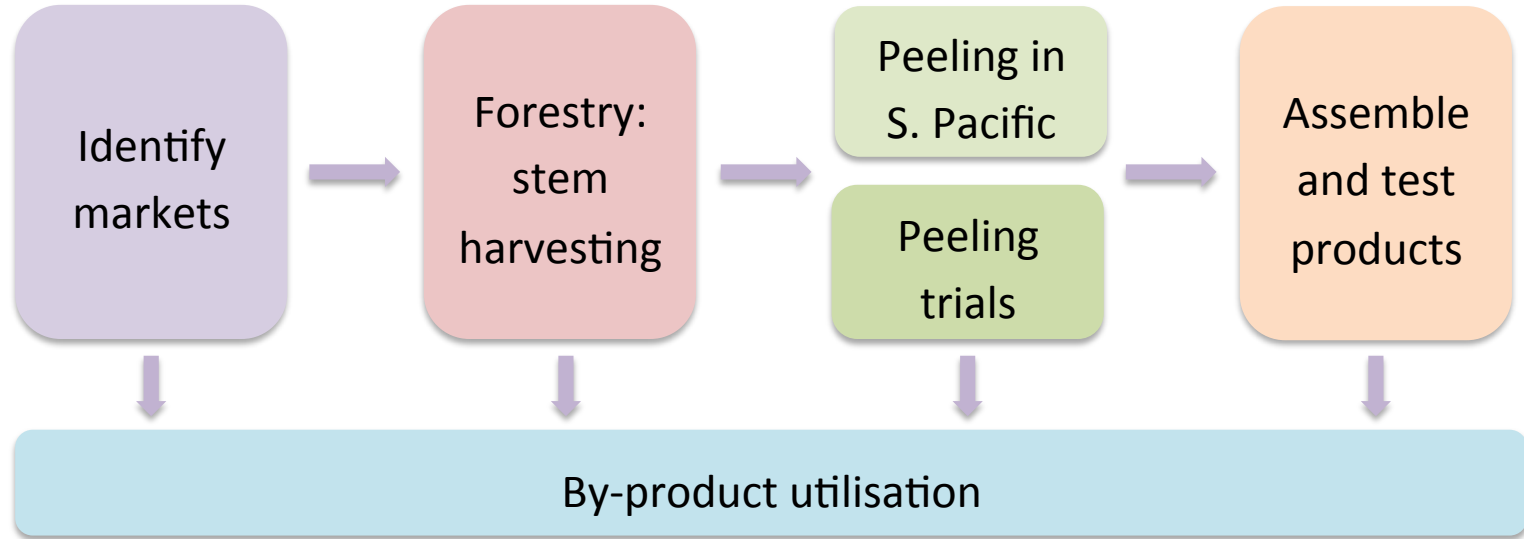 Identify
markets
Forestry:
stem
harvesting
Peeling in
S. Pacific
Peeling
trials
Assemble
and test
products
By-product utilisation